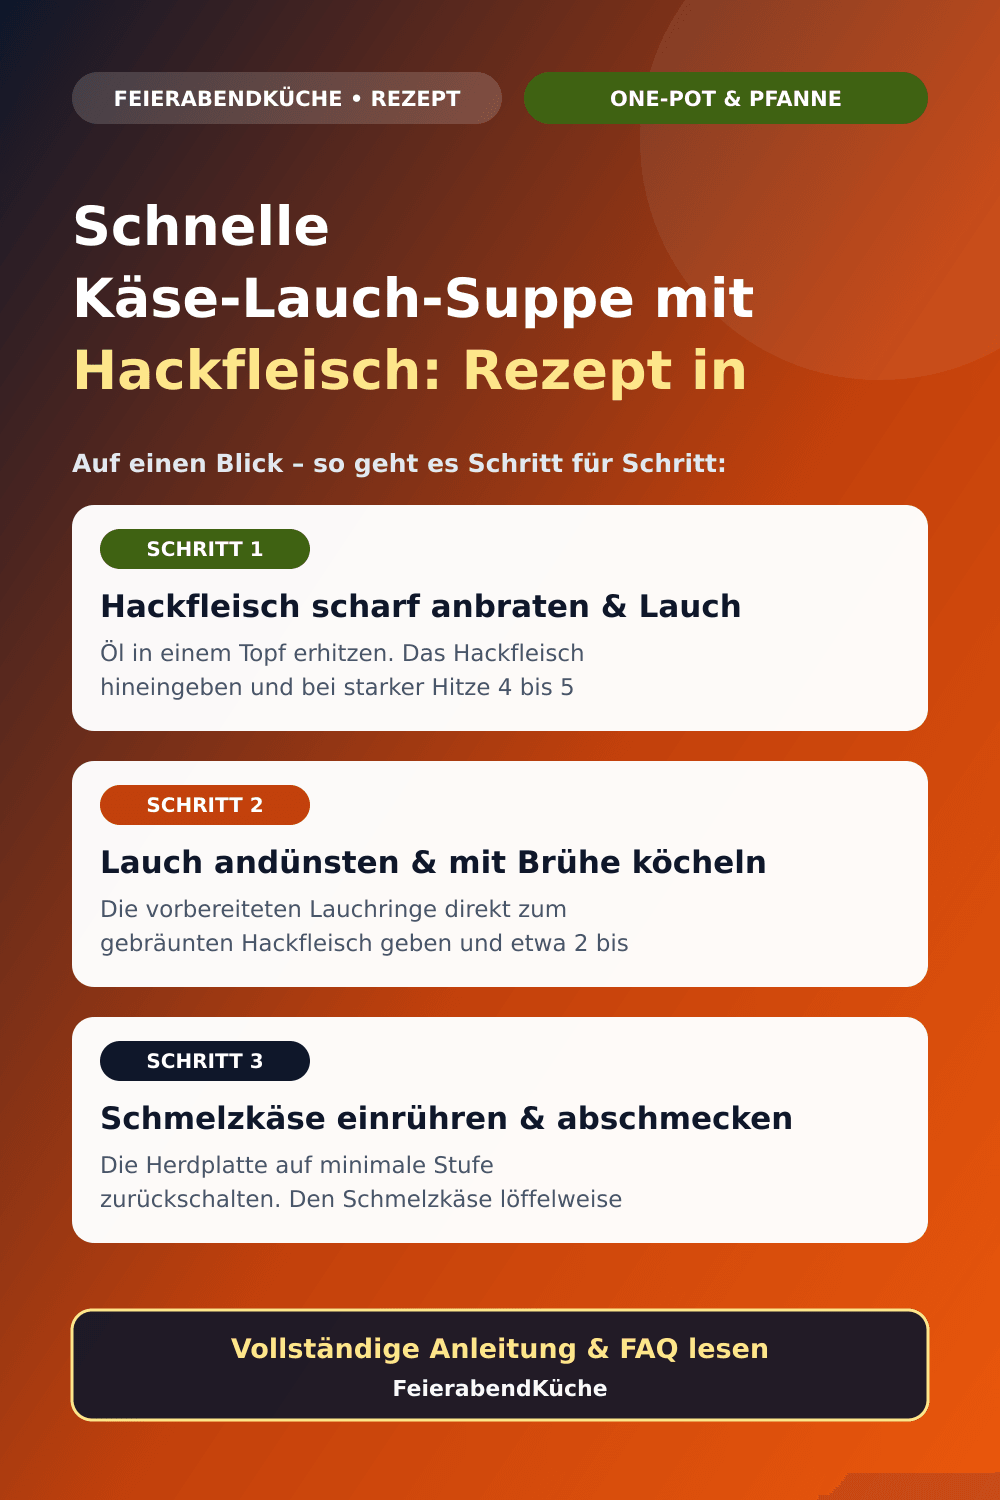 FEIERABENDKÜCHE • REZEPT
ONE-POT & PFANNE
Schnelle
Käse-Lauch-Suppe mit
Hackfleisch: Rezept in
Auf einen Blick – so geht es Schritt für Schritt:
SCHRITT 1
Hackfleisch scharf anbraten & Lauch
Öl in einem Topf erhitzen. Das Hackfleisch
hineingeben und bei starker Hitze 4 bis 5
SCHRITT 2
Lauch andünsten & mit Brühe köcheln
Die vorbereiteten Lauchringe direkt zum
gebräunten Hackfleisch geben und etwa 2 bis
SCHRITT 3
Schmelzkäse einrühren & abschmecken
Die Herdplatte auf minimale Stufe
zurückschalten. Den Schmelzkäse löffelweise
Vollständige Anleitung & FAQ lesen
FeierabendKüche